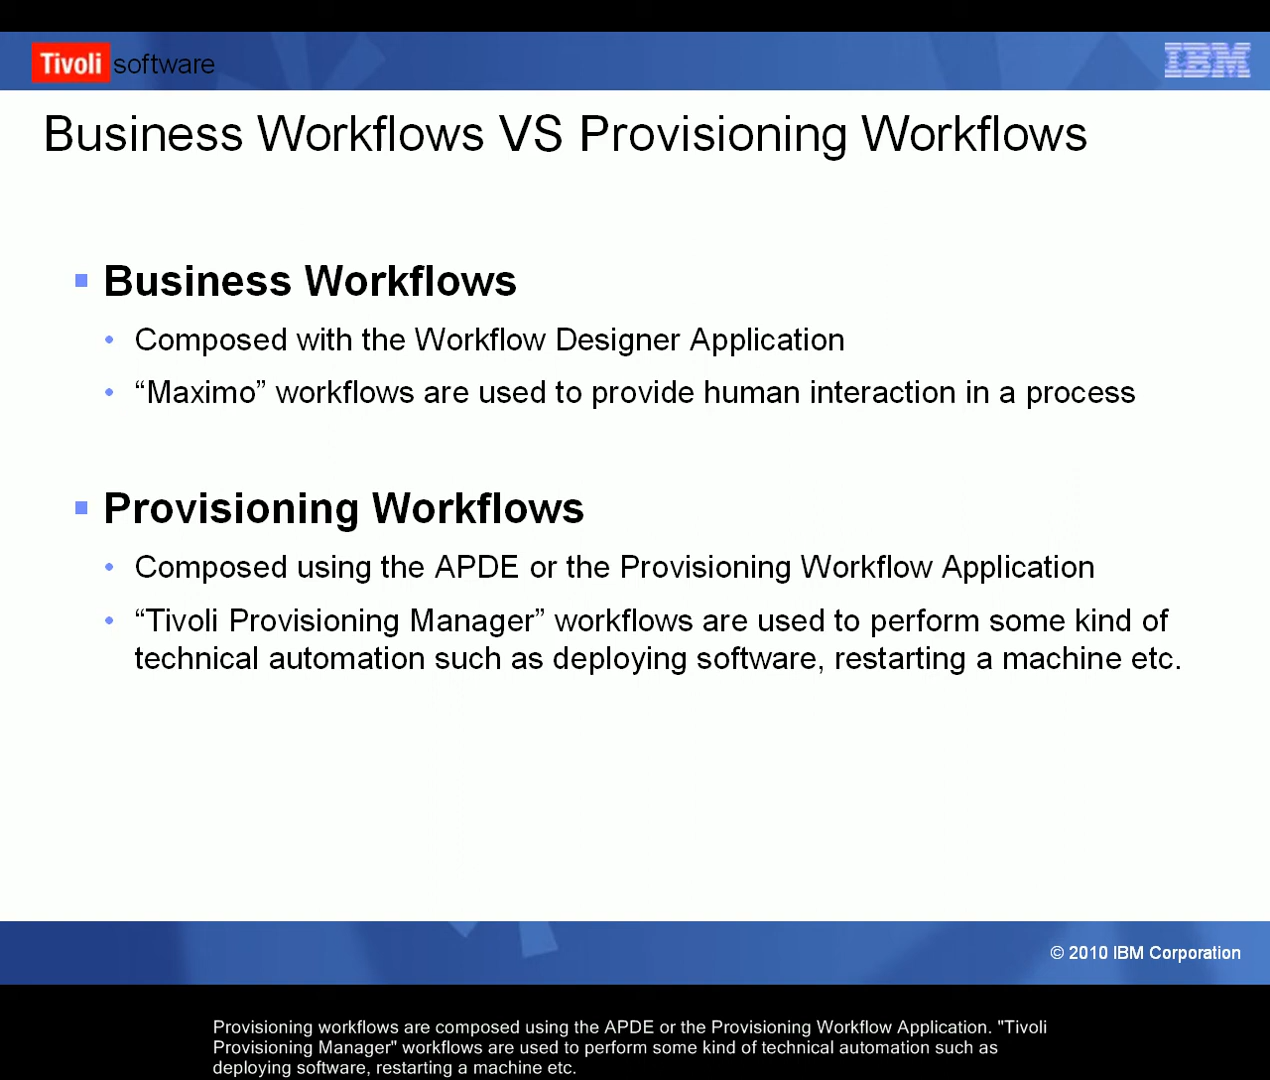 Tivoli software
IBM
Business Workflows VS Provisioning Workflows
Business Workflows
Composed with the Workflow Designer Application
“Maximo” workflows are used to provide human interaction in a process
Provisioning Workflows
Composed using the APDE or the Provisioning Workflow Application
“Tivoli Provisioning Manager” workflows are used to perform some kind of
technical automation such as deploying software, restarting a machine etc.
© 2010 IBM Corporation
Provisioning workflows are composed using the APDE or the Provisioning Workflow Application. "Tivoli
Provisioning Manager" workflows are used to perform some kind of technical automation such as
deploying software, restarting a machine etc.